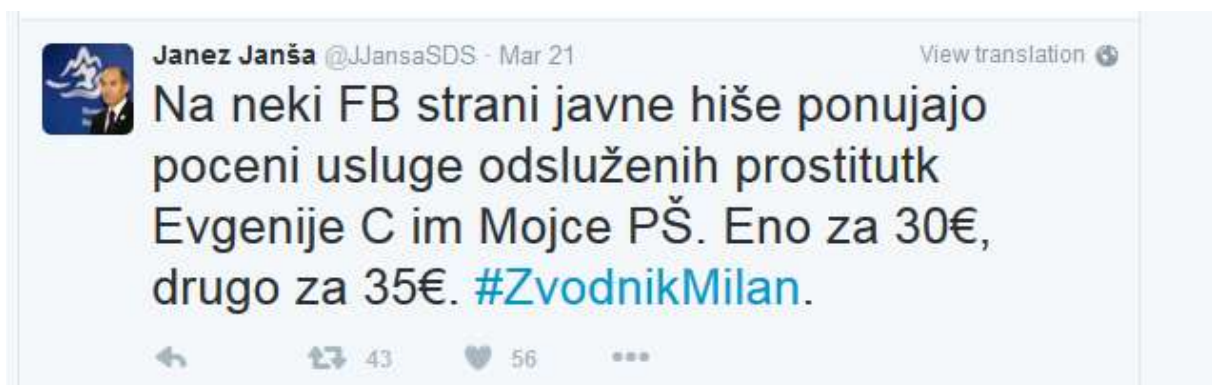 Janez Janša @JJansaSDS · Mar 21 View translation
Na neki FB strani javne hiše ponujajo
poceni usluge odsluženih prostitutk
Evgenije C im Mojce PŠ. Eno za 30€,
drugo za 35€. #ZvodnikMilan.
43 56